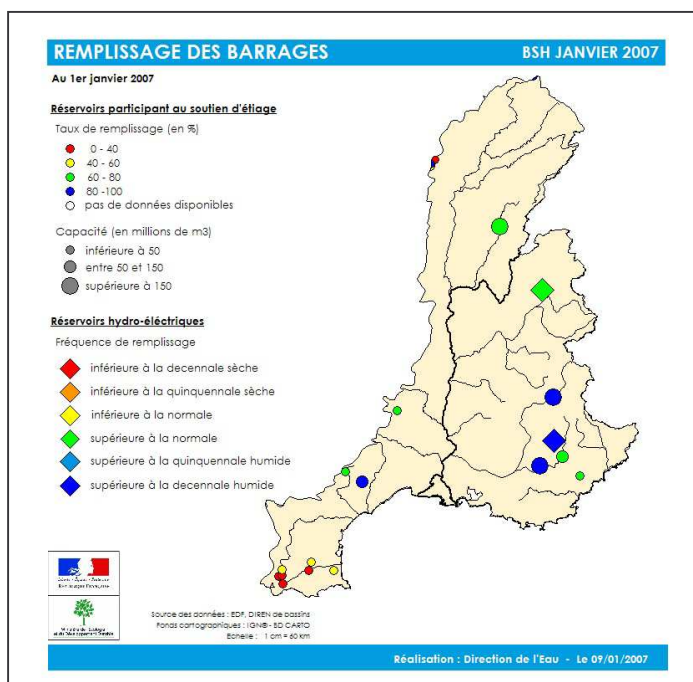 REMPLISSAGE DES BARRAGES
BSH JANVIER 2007
Au 1er janvier 2007
Réservoirs participant au soutien d'étiage
Taux de remplissage (en %)
0 - 40
40 - 60
60 - 80
80 -100
pas de données disponibles
Capacité (en millions de m3)
inférieure à 50
entre 50 et 150
supérieure à 150
Réservoirs hydro-électriques
Fréquence de remplissage
inférieure à la decennale sèche
inférieure à la quinquennale sèche
inférieure à la normale
supérieure à la normale
supérieure à la quinquennale humide
supérieure à la decennale humide
Source des données : EDF, DIREN de bassins
Fonds cartographiques : IGN® - BD CARTO
Echelle : 1 cm = 60 km
Réalisation : Direction de l'Eau - Le 09/01/2007